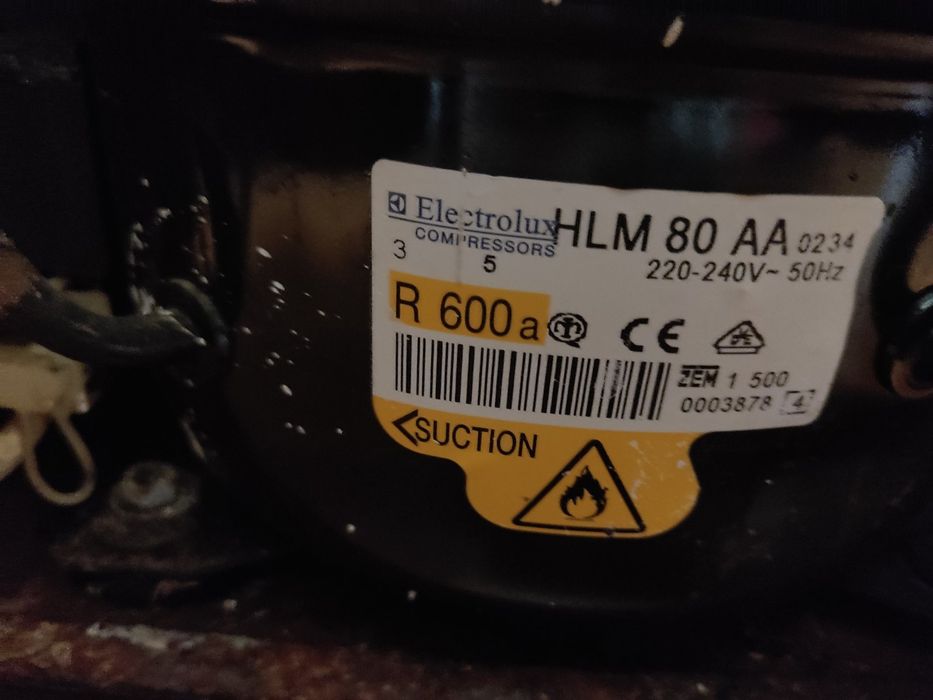 Electrolux HLM 80 AA 0234
COMPRESSORS 220-240V~ 50Hz
3 5
R 600a
CE
ZEM 1 500
0003878 4
<SUCTION